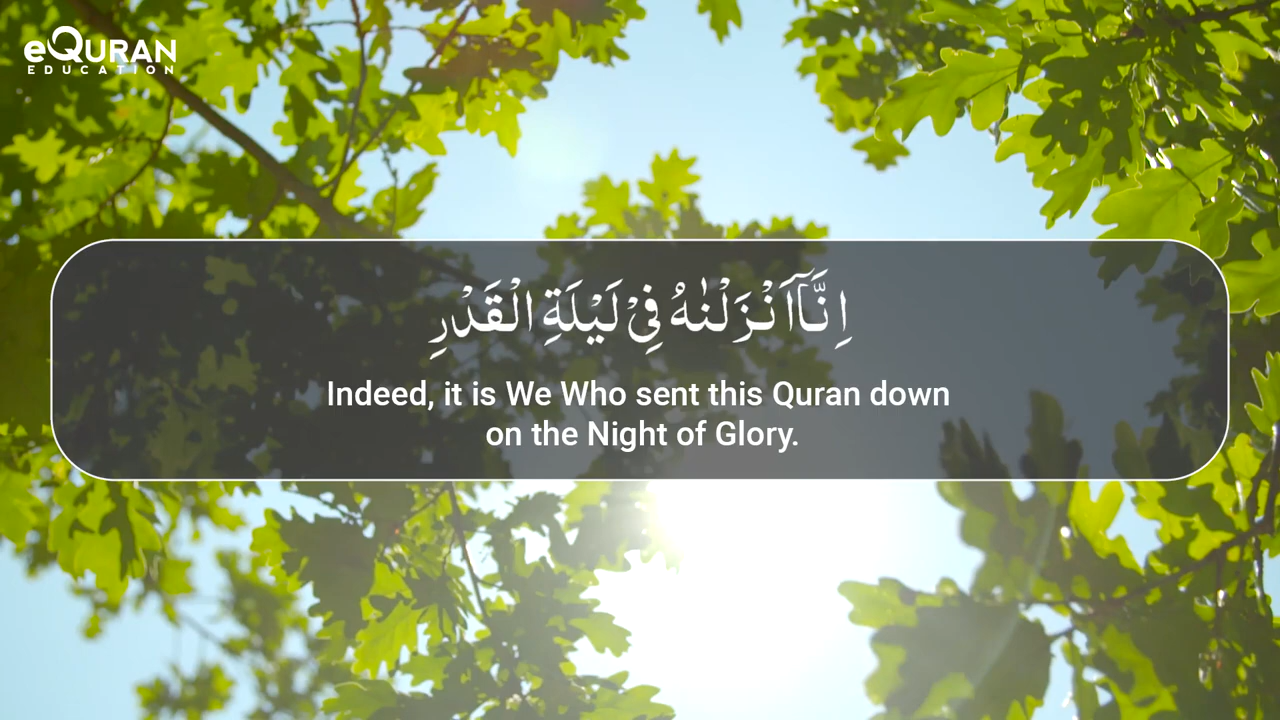 eQURAN
EDUCATION
اِنَّاۤ اَنْزَلْنٰهُ فِیْ لَیْلَةِ الْقَدْرِ
Indeed, it is We Who sent this Quran down
on the Night of Glory.